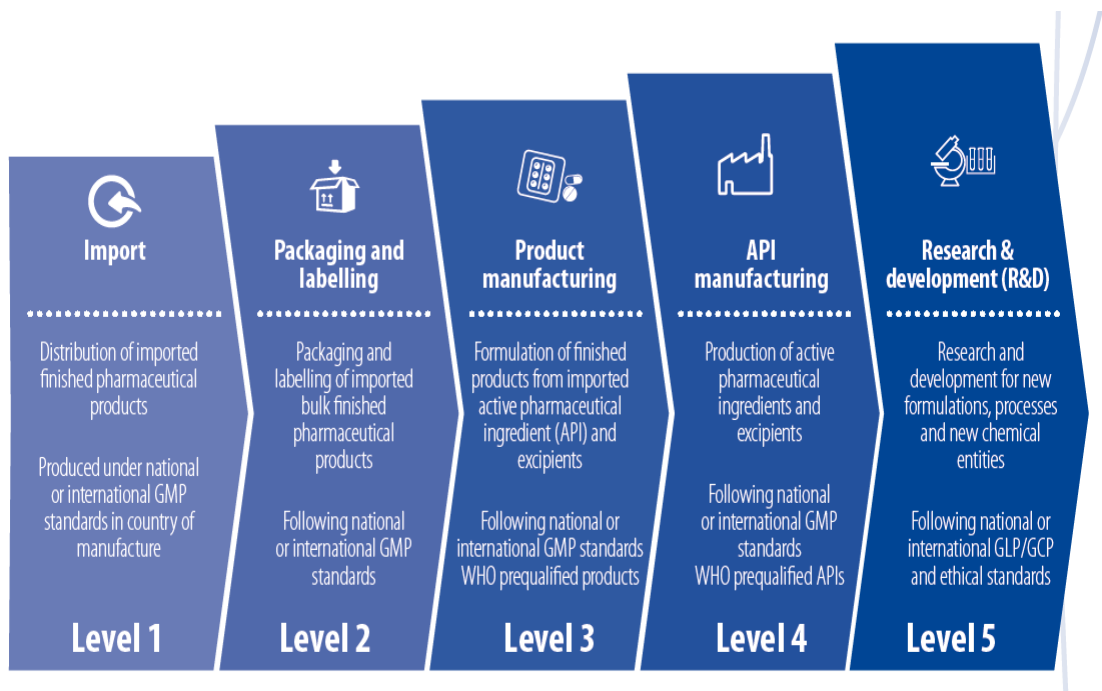 Import
Distribution of imported
finished pharmaceutical
products
Produced under national
or international GMP
standards in country of
manufacture
Level 1
Packaging and
labelling
Packaging and
labelling of imported
bulk finished
pharmaceutical
products
Following national
or international GMP
standards
Level 2
Product
manufacturing
Formulation of finished
products from imported
active pharmaceutical
ingredient (API) and
excipients
Following national or
international GMP standards
WHO prequalified products
Level 3
API
manufacturing
Production of active
pharmaceutical
ingredients and
excipients
Following national
or international GMP
standards
WHO prequalified APIs
Level 4
Research &
development (R&D)
Research and
development for new
formulations, processes
and new chemical
entities
Following national or
international GLP/GCP
and ethical standards
Level 5